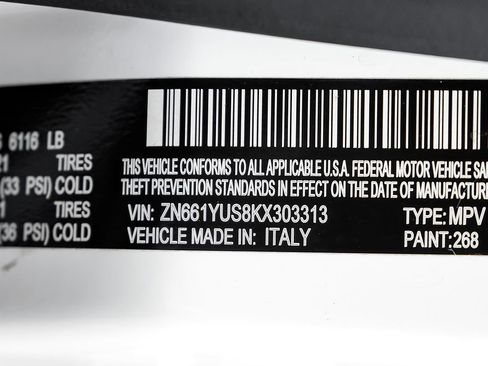 6116 LB
TIRES
(33 PSI) COLD
TIRES
(36 PSI) COLD
THIS VEHICLE CONFORMS TO ALL APPLICABLE U.S.A. FEDERAL MOTOR VEHICLE
THEFT PREVENTION STANDARDS IN EFFECT ON THE DATE OF
VIN: ZN661YUS8KX303313 TYPE: MPV
VEHICLE MADE IN: ITALY PAINT:268